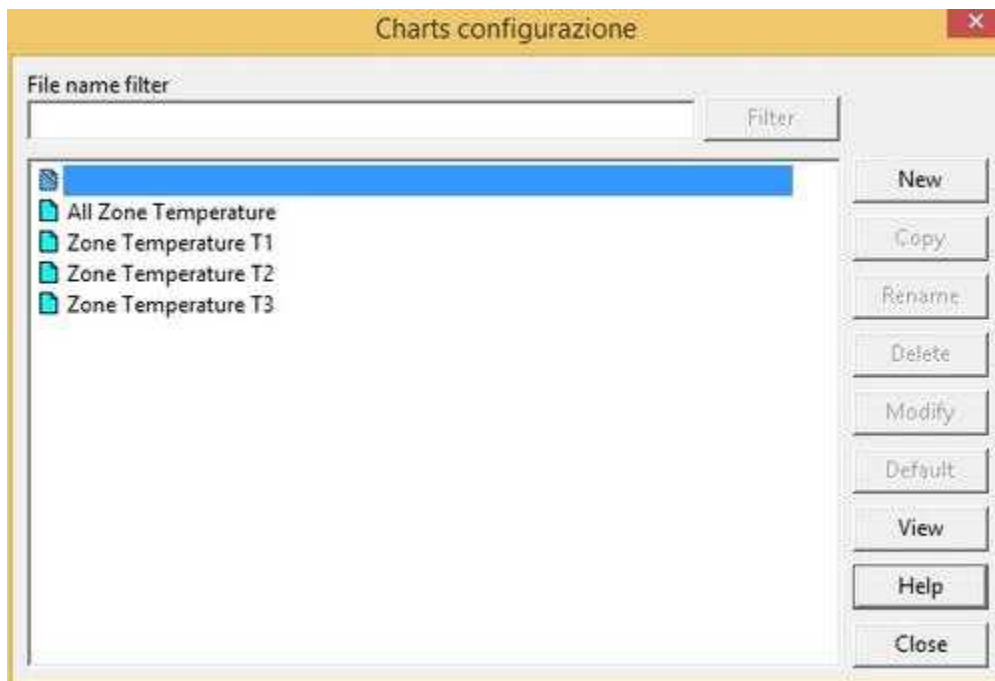 Charts configurazione
File name filter
Filter
All Zone Temperature
Zone Temperature T1
Zone Temperature T2
Zone Temperature T3
New
Copy
Rename
Delete
Modify
Default
View
Help
Close